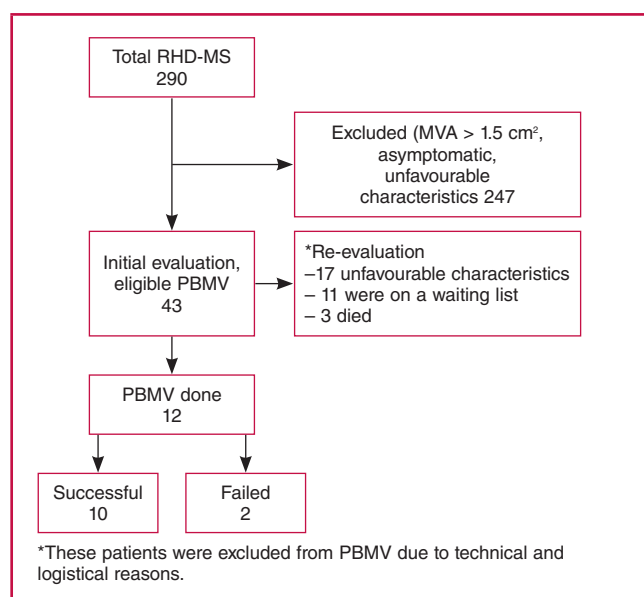 Total RHD-MS
290
Excluded (MVA > 1.5 cm²,
asymptomatic,
unfavourable
characteristics 247
Initial evaluation,
eligible PBMV
43
*Re-evaluation
–17 unfavourable characteristics
– 11 were on a waiting list
– 3 died
PBMV done
12
Successful
10
Failed
2
*These patients were excluded from PBMV due to technical and
logistical reasons.